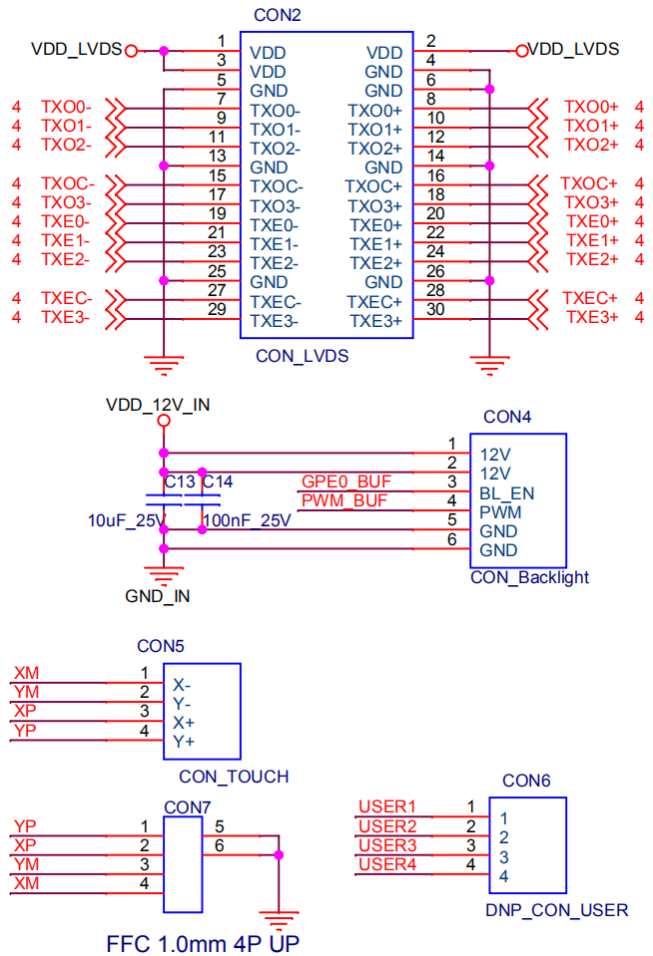 CON2
VDD_LVDS 1 VDD VDD 2 VDD_LVDS
3 VDD GND 4
5 GND GND 6
4 TXO0- 7 TXO0- TXO0+ 8 TXO0+ 4
4 TXO1- 9 TXO1- TXO1+ 10 TXO1+ 4
4 TXO2- 11 TXO2- TXO2+ 12 TXO2+ 4
13 GND GND 14
4 TXOC- 15 TXOC- TXOC+ 16 TXOC+ 4
4 TXO3- 17 TXO3- TXO3+ 18 TXO3+ 4
4 TXE0- 19 TXE0- TXE0+ 20 TXE0+ 4
4 TXE1- 21 TXE1- TXE1+ 22 TXE1+ 4
4 TXE2- 23 TXE2- TXE2+ 24 TXE2+ 4
25 GND GND 26
4 TXEC- 27 TXEC- TXEC+ 28 TXEC+ 4
4 TXE3- 29 TXE3- TXE3+ 30 TXE3+ 4
CON_LVDS
VDD_12V_IN
CON4
1 12V
2 12V
C13 C14 GPE0_BUF 3 BL_EN
PWM_BUF 4 PWM
10uF_25V 100nF_25V 5 GND
6 GND
CON_Backlight
GND_IN
CON5
XM 1 X-
YM 2 Y-
XP 3 X+
YP 4 Y+
CON_TOUCH
CON7
YP 1 5
XP 2 6
YM 3
XM 4
FFC 1.0mm 4P UP
CON6
USER1 1 1
USER2 2 2
USER3 3 3
USER4 4 4
DNP_CON_USER